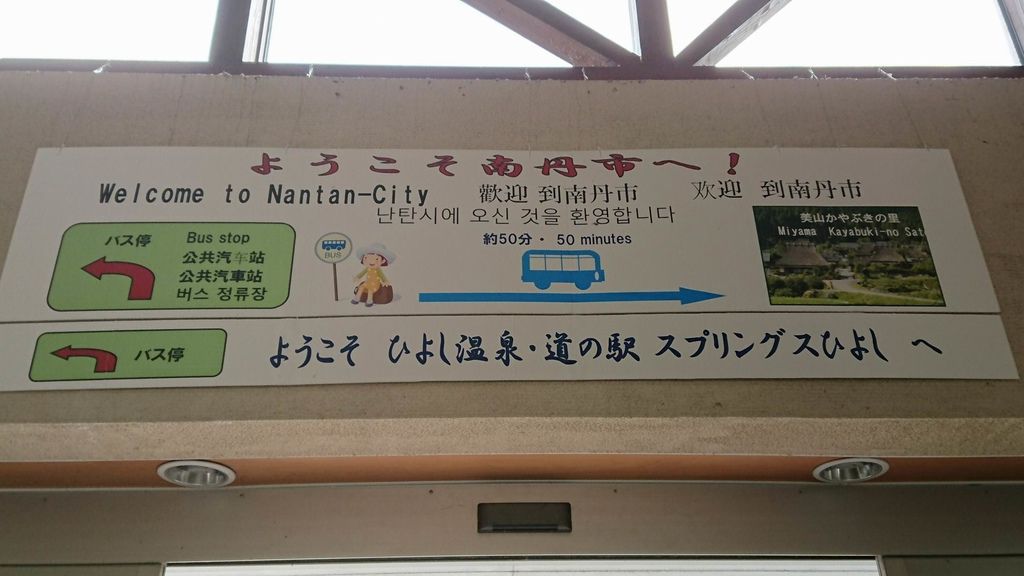 ようこそ南丹市へ！
Welcome to Nantan-City 歡迎 到南丹市 欢迎 到南丹市
난탄시에 오신 것을 환영합니다
バス停 Bus stop
公共汽车站
公共汽車站
버스 정류장
BUS
約50分・ 50 minutes
美山かやぶきの里
Miyama Kayabuki-no Sat
バス停
ようこそ ひよし温泉・道の駅 スプリングスひよし へ